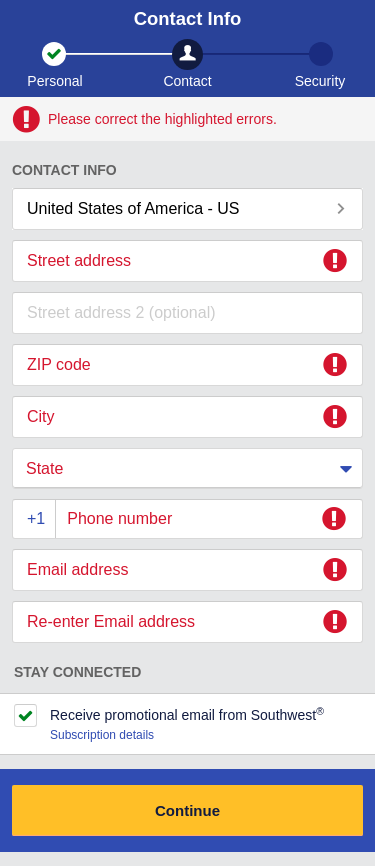 Contact Info
Personal
Contact
Security
Please correct the highlighted errors.
CONTACT INFO
United States of America - US
Street address
Street address 2 (optional)
ZIP code
City
State
+1 Phone number
Email address
Re-enter Email address
STAY CONNECTED
Receive promotional email from Southwest®
Subscription details
Continue